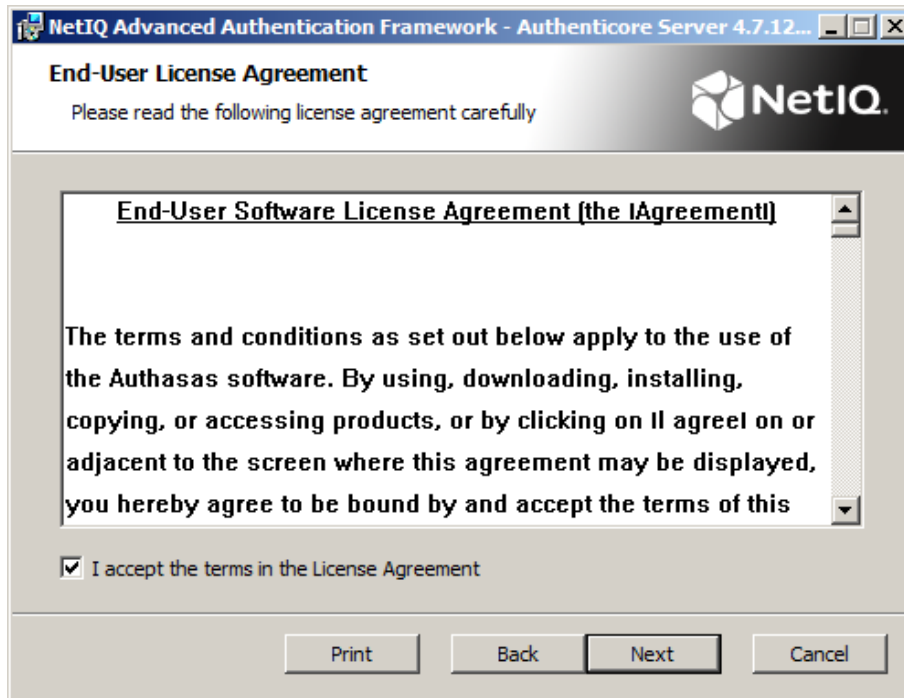 NetIQ Advanced Authentication Framework - Authenticore Server 4.7.12...
End-User License Agreement
Please read the following license agreement carefully
NetIQ.
End-User Software License Agreement (the lAgreementl)
The terms and conditions as set out below apply to the use of
the Authasas software. By using, downloading, installing,
copying, or accessing products, or by clicking on lI agreel on or
adjacent to the screen where this agreement may be displayed,
you hereby agree to be bound by and accept the terms of this
I accept the terms in the License Agreement
Print
Back
Next
Cancel